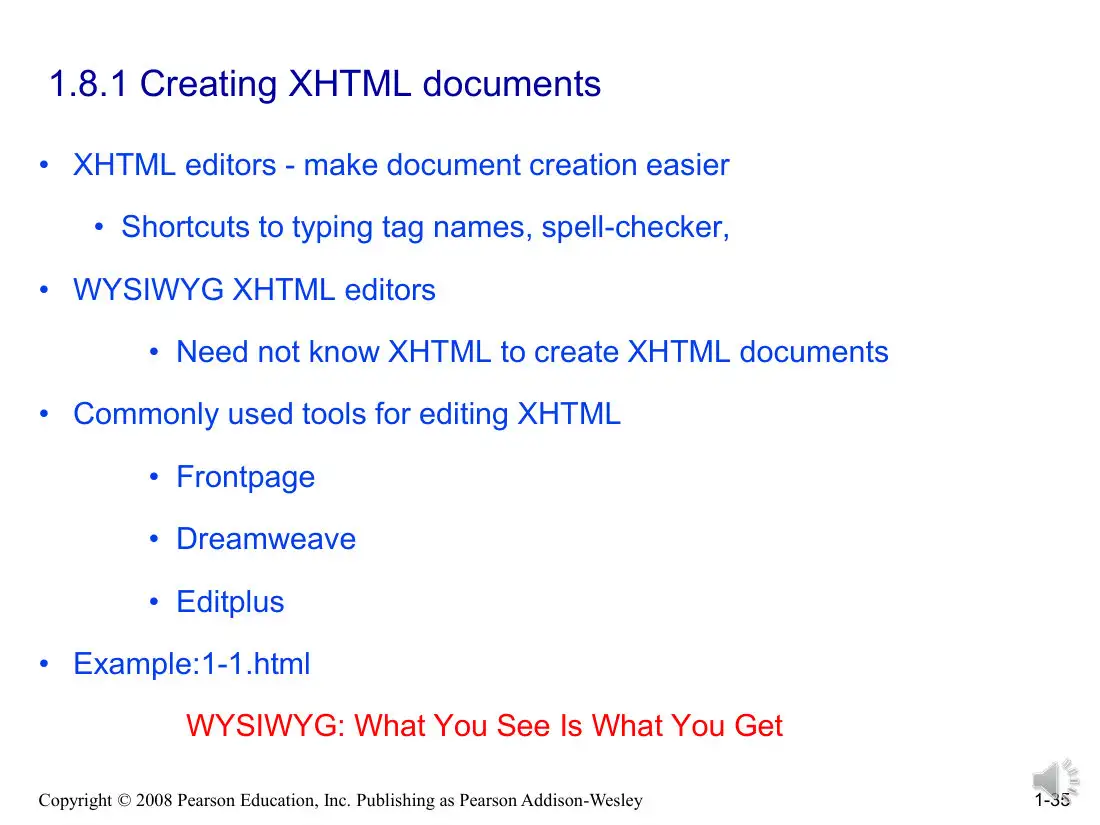 1.8.1 Creating XHTML documents
• XHTML editors - make document creation easier
• Shortcuts to typing tag names, spell-checker,
• WYSIWYG XHTML editors
• Need not know XHTML to create XHTML documents
• Commonly used tools for editing XHTML
• Frontpage
• Dreamweave
• Editplus
• Example:1-1.html
WYSIWYG: What You See Is What You Get
Copyright © 2008 Pearson Education, Inc. Publishing as Pearson Addison-Wesley
1-35